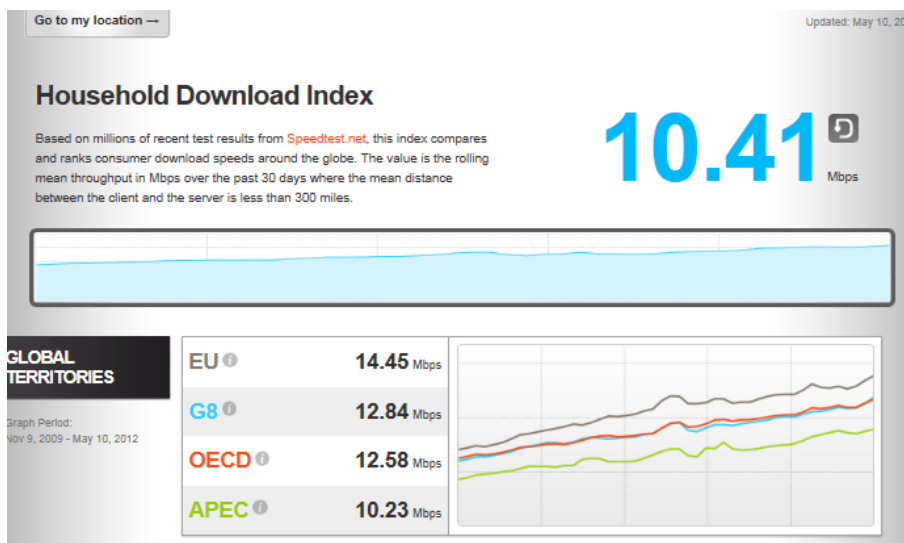 Go to my location →
Updated: May 10, 20
Household Download Index
Based on millions of recent test results from Speedtest.net, this index compares
and ranks consumer download speeds around the globe. The value is the rolling
mean throughput in Mbps over the past 30 days where the mean distance
between the client and the server is less than 300 miles.
10.41
Mbps
GLOBAL
TERRITORIES
Graph Period:
Nov 9, 2009 - May 10, 2012
EU i 14.45 Mbps
G8 i 12.84 Mbps
OECD i 12.58 Mbps
APEC i 10.23 Mbps